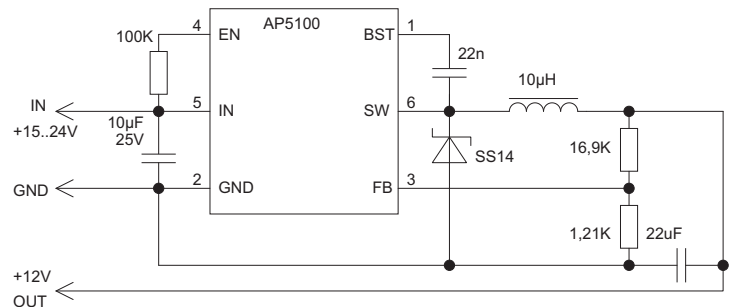 AP5100
4
EN
BST
1
100K
22n
10µH
IN
+15..24V
5
IN
SW
6
10µF
25V
SS14
16,9K
GND
2
GND
FB
3
1,21K
22uF
+12V
OUT